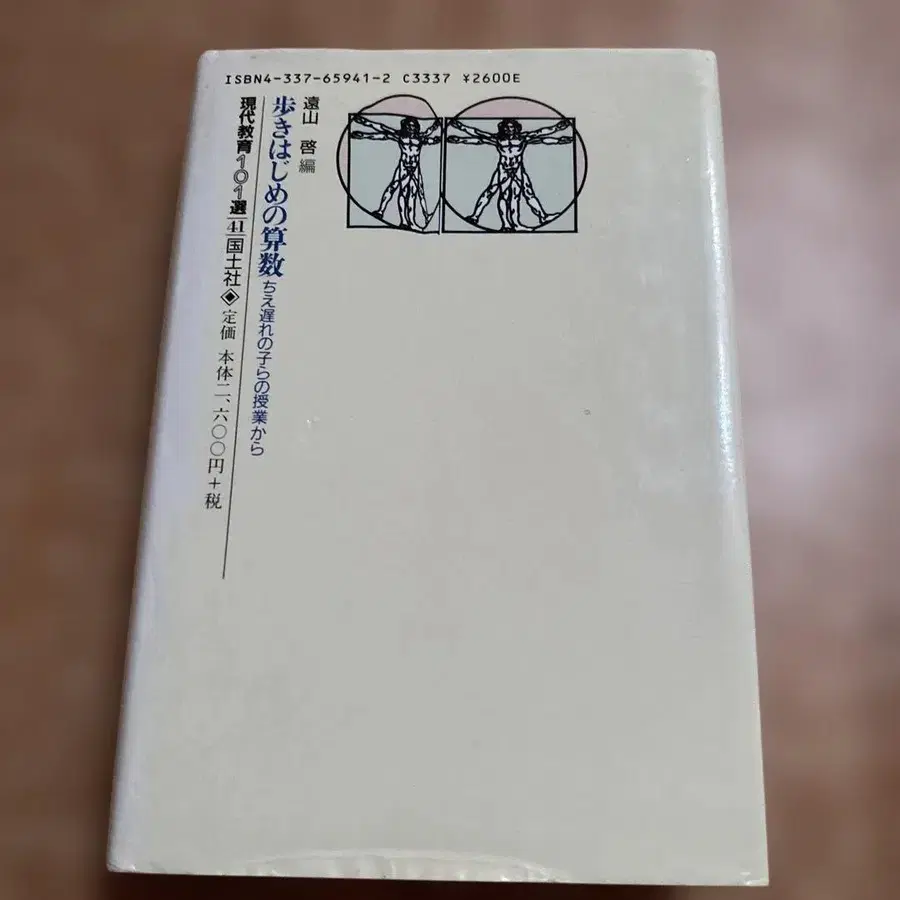 ISBN4-337-65941-2 C3337 ¥2600E
遠山 啓編
歩きはじめの算数 ちえ遅れの子らの授業から
現代教育101選 41 国土社◈定価 本体二、六〇〇円+税